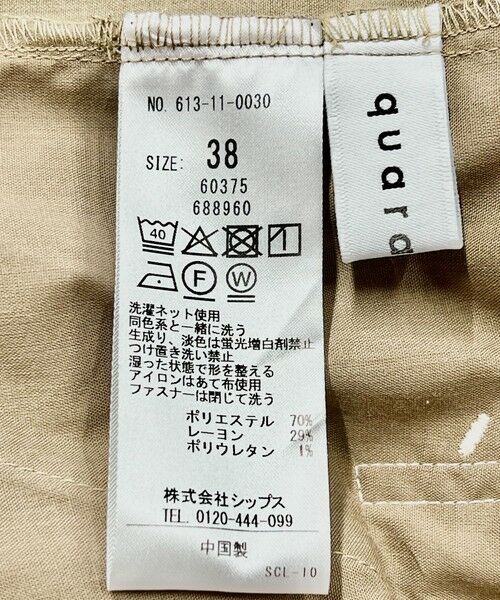 NO. 613-11-0030
SIZE: 38
60375
688960
40
F
W
洗濯ネット使用
同色系と一緒に洗う
生成り、淡色は蛍光増白剤禁止
つけ置き洗い禁止
湿った状態で形を整える
アイロンはあて布使用
ファスナーは閉じて洗う
ポリエステル 70%
レーヨン 29%
ポリウレタン 1%
株式会社シップス
TEL. 0120-444-099
中国製
SCL-10
quard